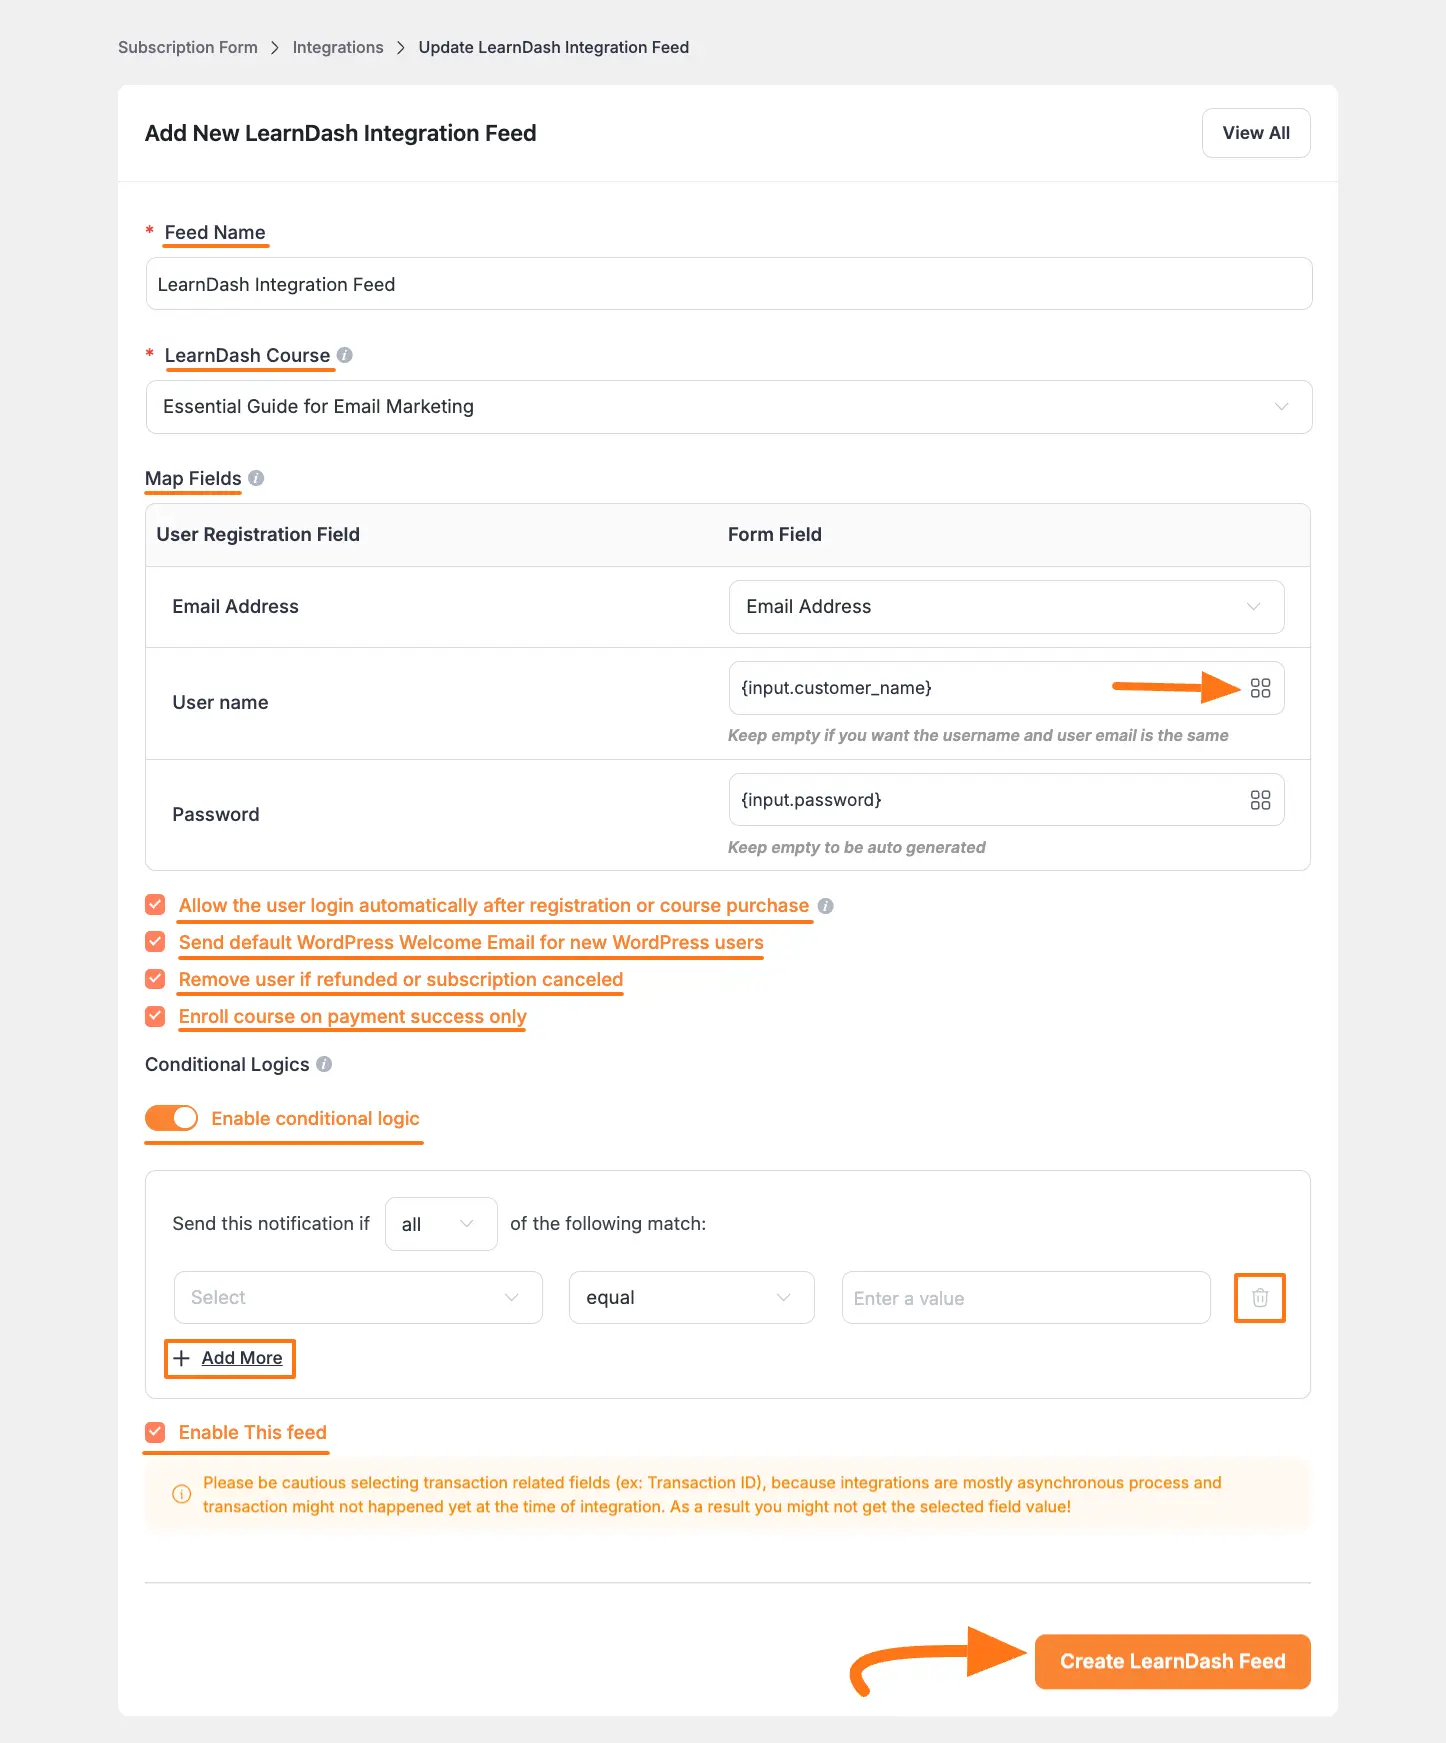 Subscription Form > Integrations > Update LearnDash Integration Feed
Add New LearnDash Integration Feed
View All
* Feed Name
LearnDash Integration Feed
* LearnDash Course
Essential Guide for Email Marketing
Map Fields
User Registration Field
Form Field
Email Address
Email Address
User name
{input.customer_name}
Keep empty if you want the username and user email is the same
Password
{input.password}
Keep empty to be auto generated
Allow the user login automatically after registration or course purchase
Send default WordPress Welcome Email for new WordPress users
Remove user if refunded or subscription canceled
Enroll course on payment success only
Conditional Logics
Enable conditional logic
Send this notification if all of the following match:
Select
equal
Enter a value
+ Add More
Enable This feed
Please be cautious selecting transaction related fields (ex: Transaction ID), because integrations are mostly asynchronous process and
transaction might not happened yet at the time of integration. As a result you might not get the selected field value!
Create LearnDash Feed